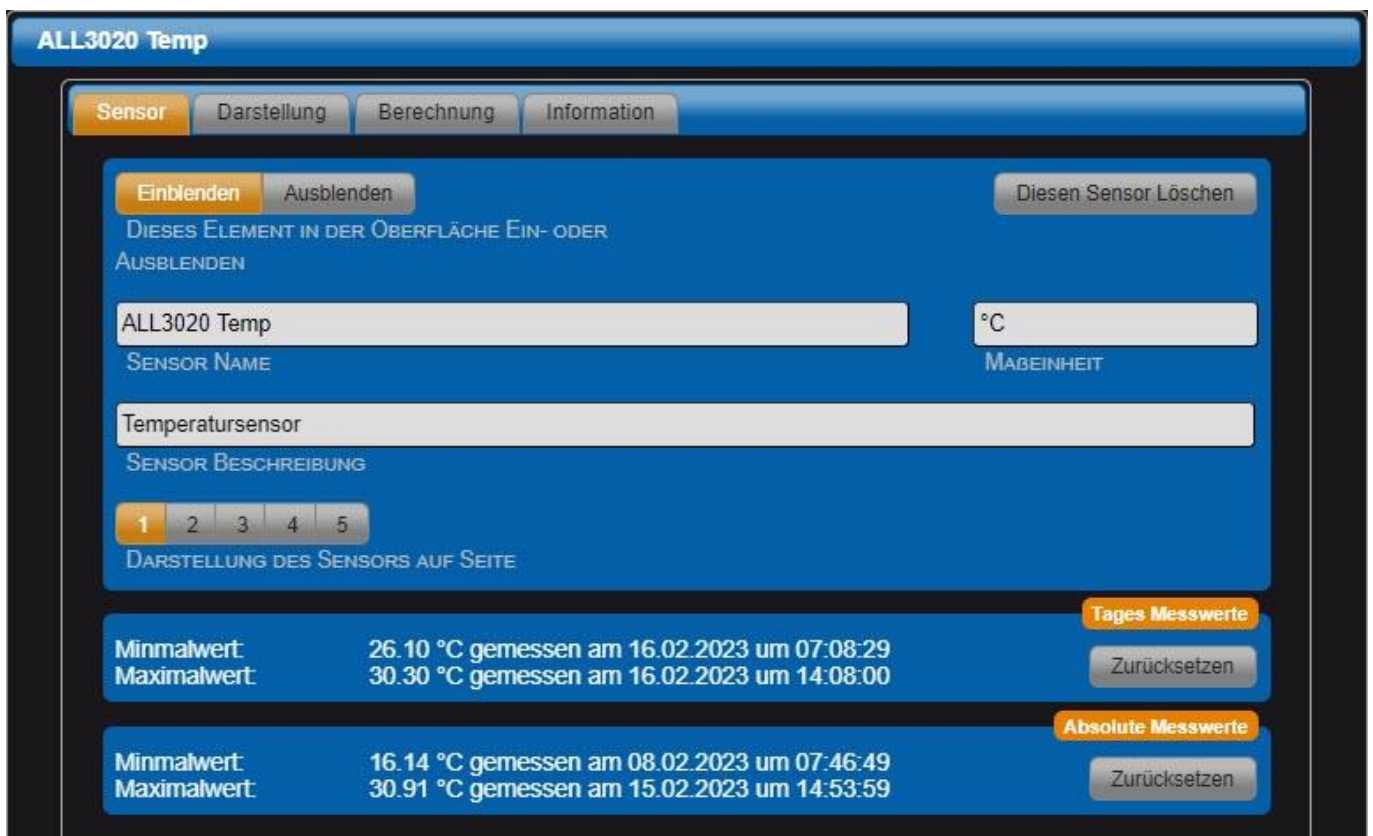 ALL3020 Temp
Sensor Darstellung Berechnung Information
Einblenden Ausblenden Diesen Sensor Löschen
Dieses Element in der Oberfläche Ein- oder
Ausblenden
ALL3020 Temp °C
Sensor Name Maßeinheit
Temperatursensor
Sensor Beschreibung
1 2 3 4 5
Darstellung des Sensors auf Seite
Tages Messwerte
Minmalwert: 26.10 °C gemessen am 16.02.2023 um 07:08:29
Maximalwert: 30.30 °C gemessen am 16.02.2023 um 14:08:00
Zurücksetzen
Absolute Messwerte
Minmalwert: 16.14 °C gemessen am 08.02.2023 um 07:46:49
Maximalwert: 30.91 °C gemessen am 15.02.2023 um 14:53:59
Zurücksetzen